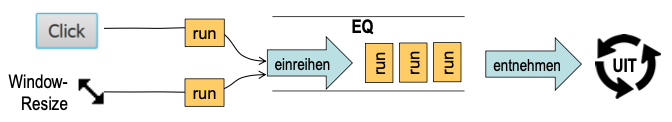 Click
run
EQ
einreihen
run
run
run
entnehmen
UIT
Window-
Resize
run